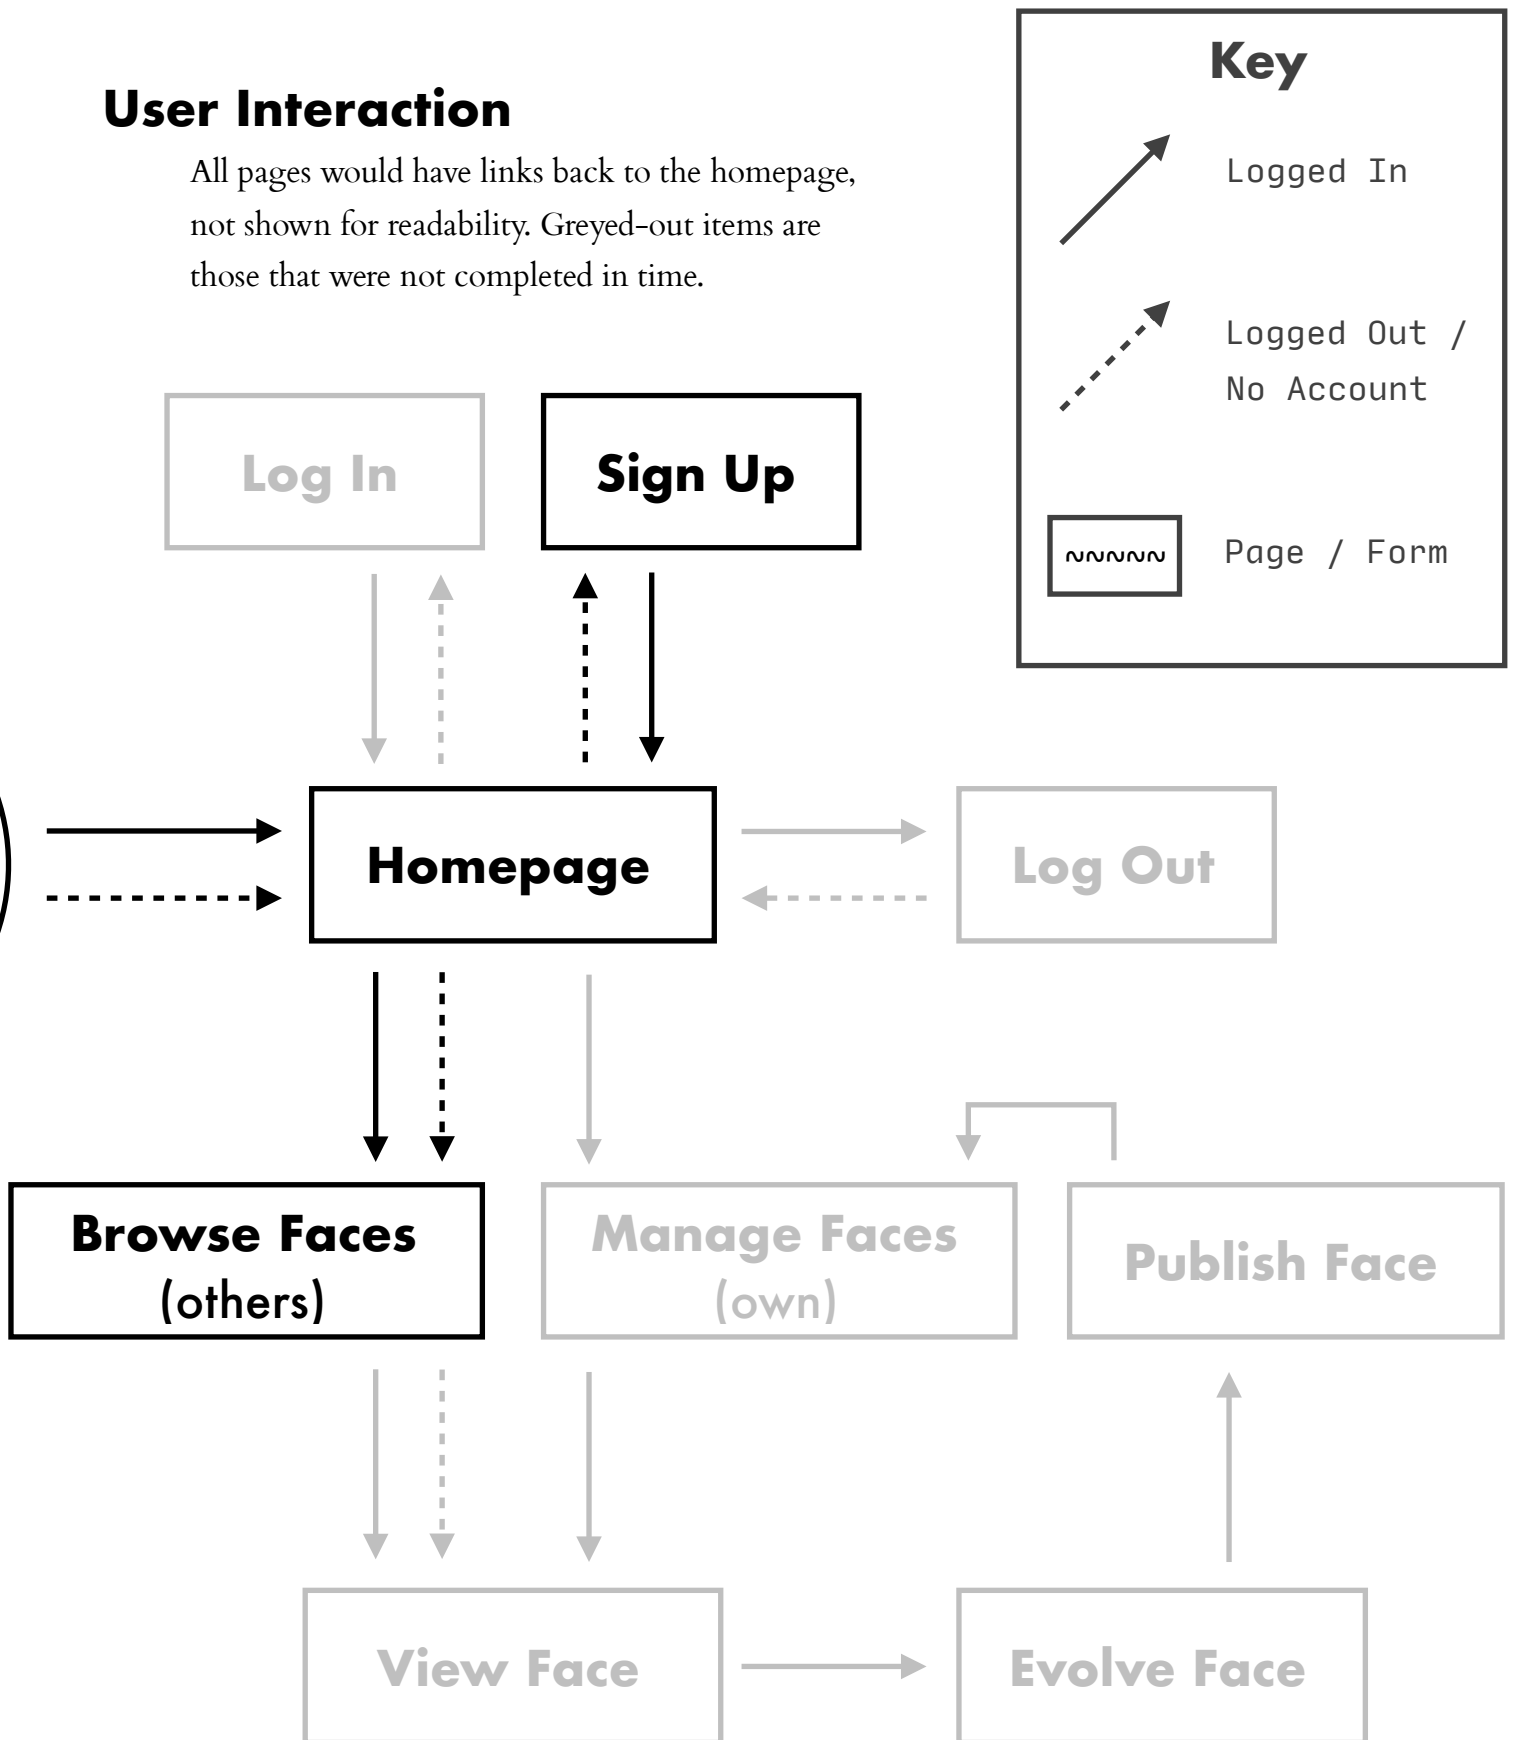 User Interaction
All pages would have links back to the homepage,
not shown for readability. Greyed-out items are
those that were not completed in time.
Key
Logged In
Logged Out /
No Account
~~~~~ Page / Form
Log In
Sign Up
Homepage
Log Out
Browse Faces
(others)
Manage Faces
(own)
Publish Face
View Face
Evolve Face